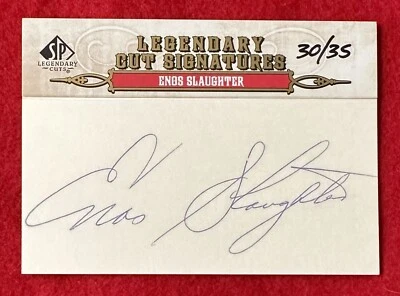 SP
LEGENDARY
CUTS
LEGENDARY
CUT SIGNATURES
30/35
ENOS SLAUGHTER
Enos Slaughter